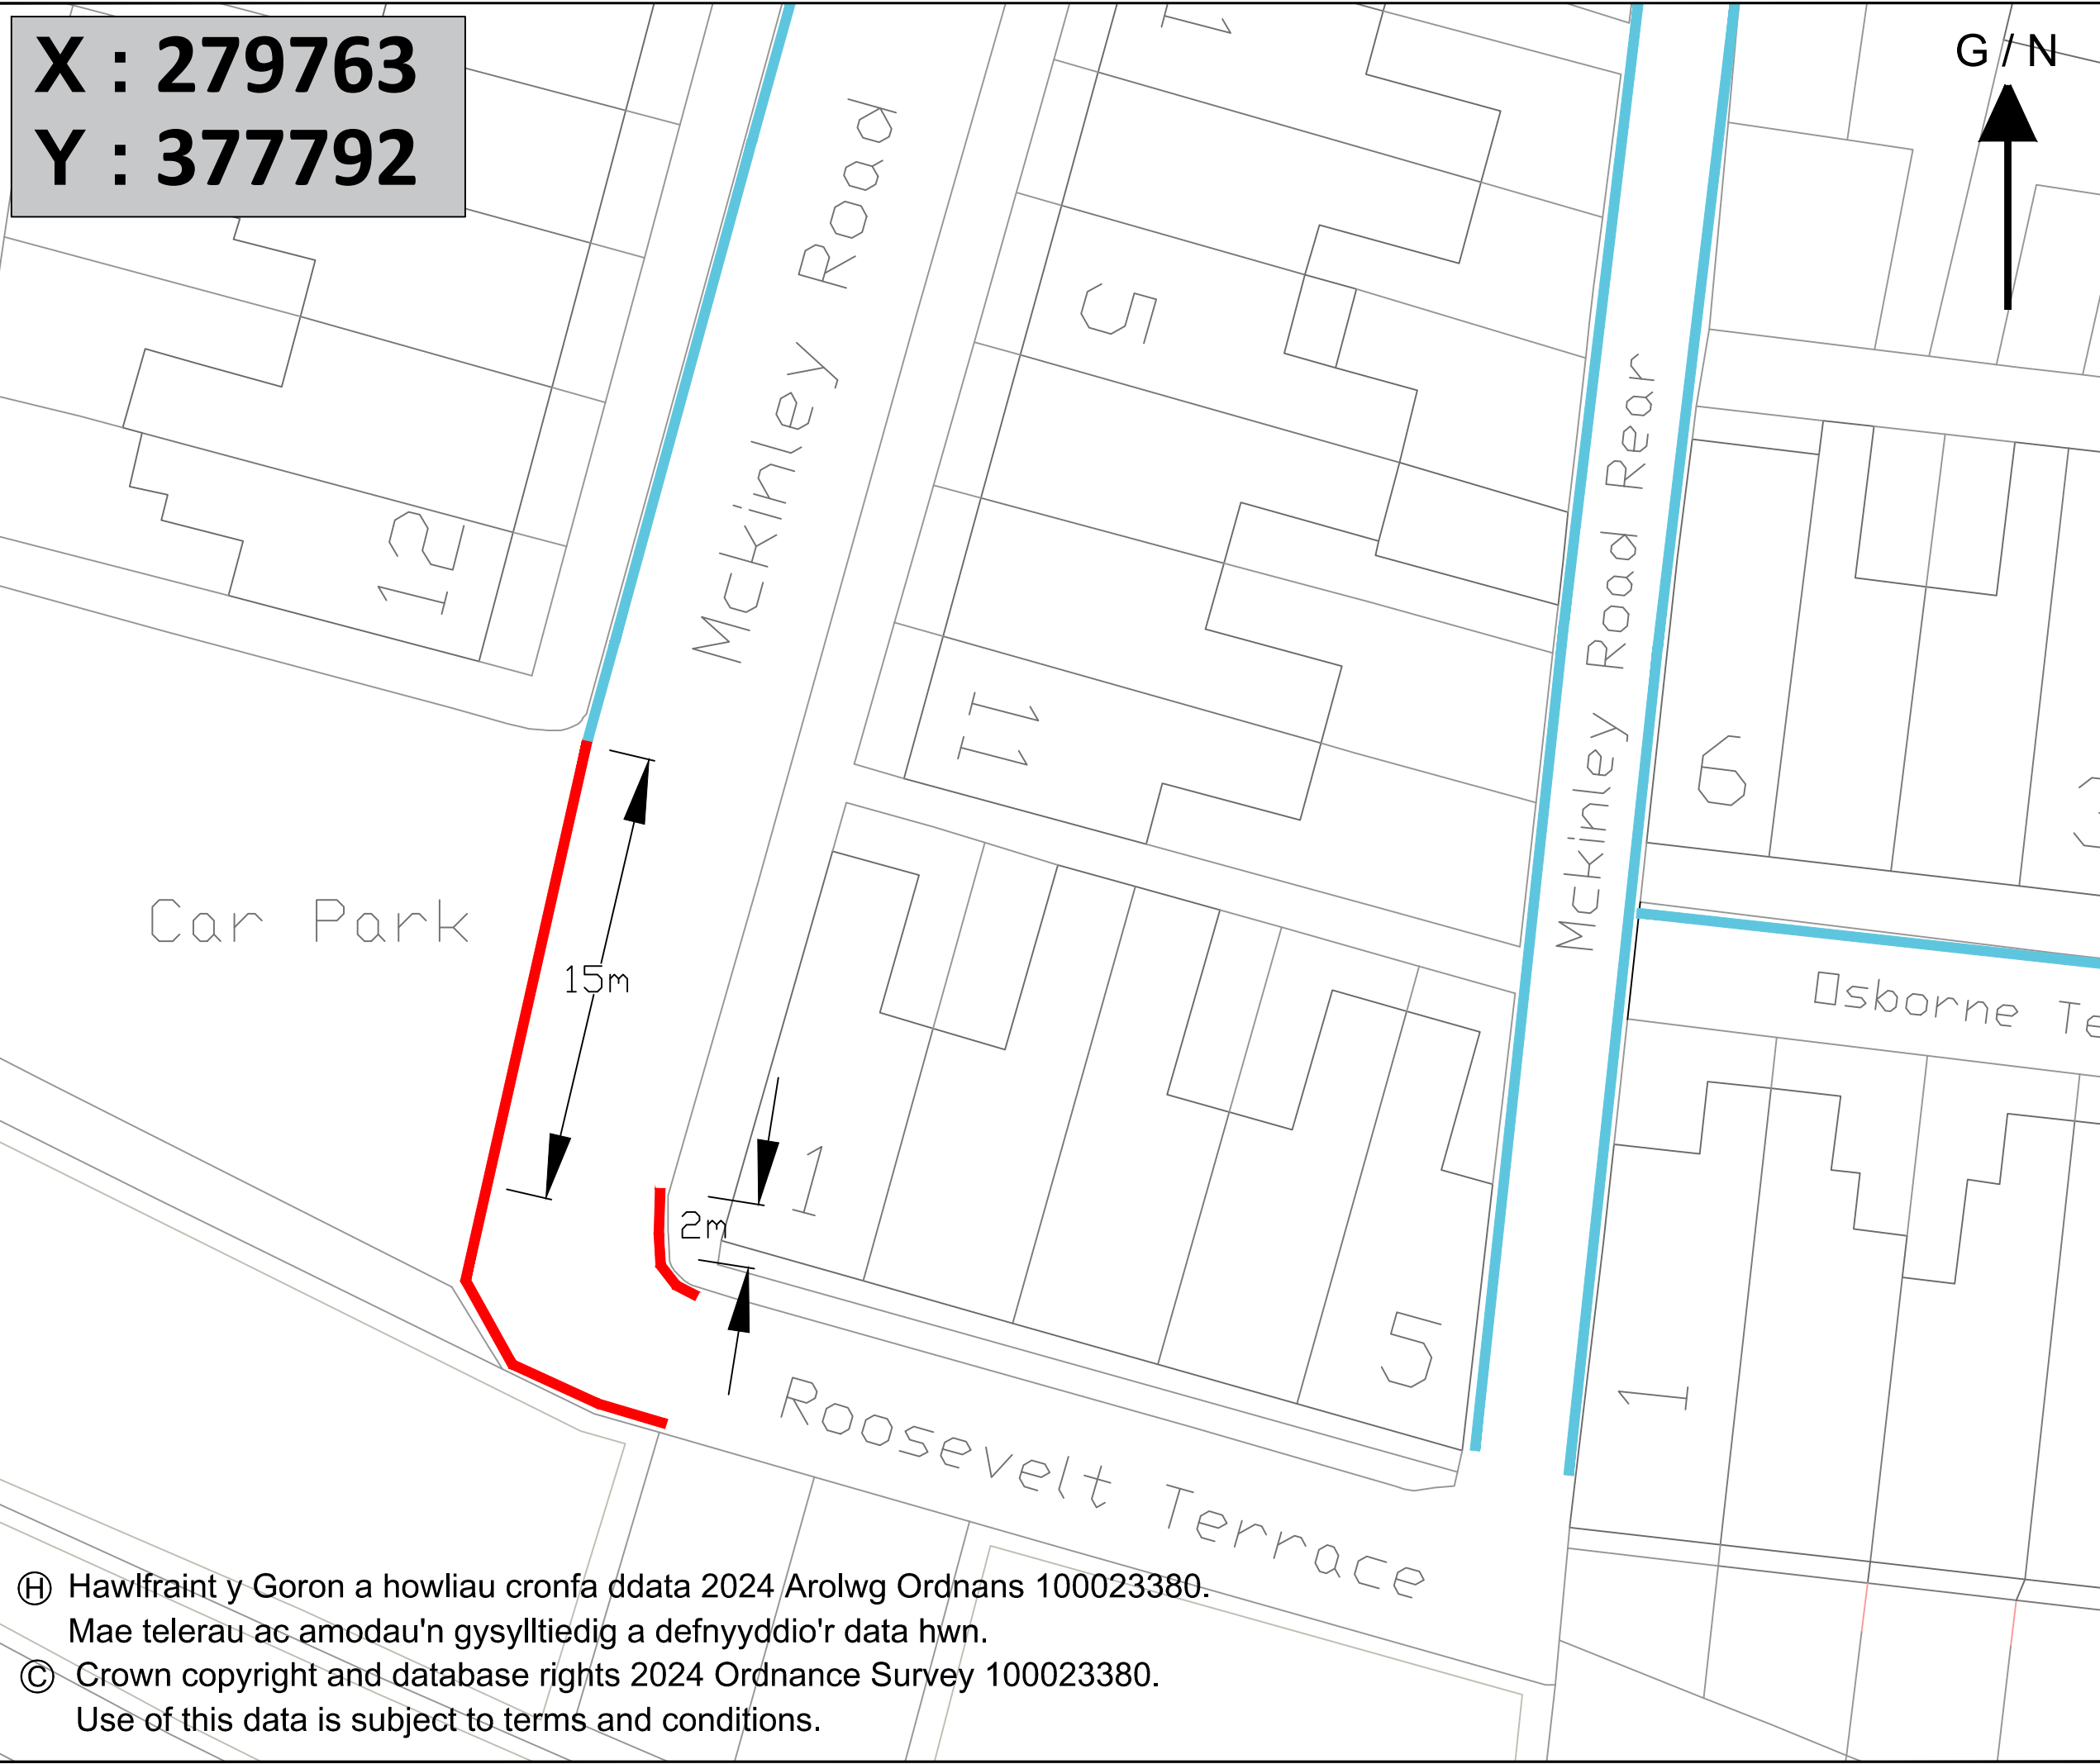 X : 279763
Y : 377792
G / N
Mckinley Road
5
12
11
Mckinley Road Rear
6
Car Park
15m
2m
1
Osborne Te
5
1
Roosevelt Terrace
Ⓗ Hawlfraint y Goron a howliau cronfa ddata 2024 Arolwg Ordnans 100023380.
Mae telerau ac amodau'n gysylltiedig a defnyyddio'r data hwn.
© Crown copyright and database rights 2024 Ordnance Survey 100023380.
Use of this data is subject to terms and conditions.